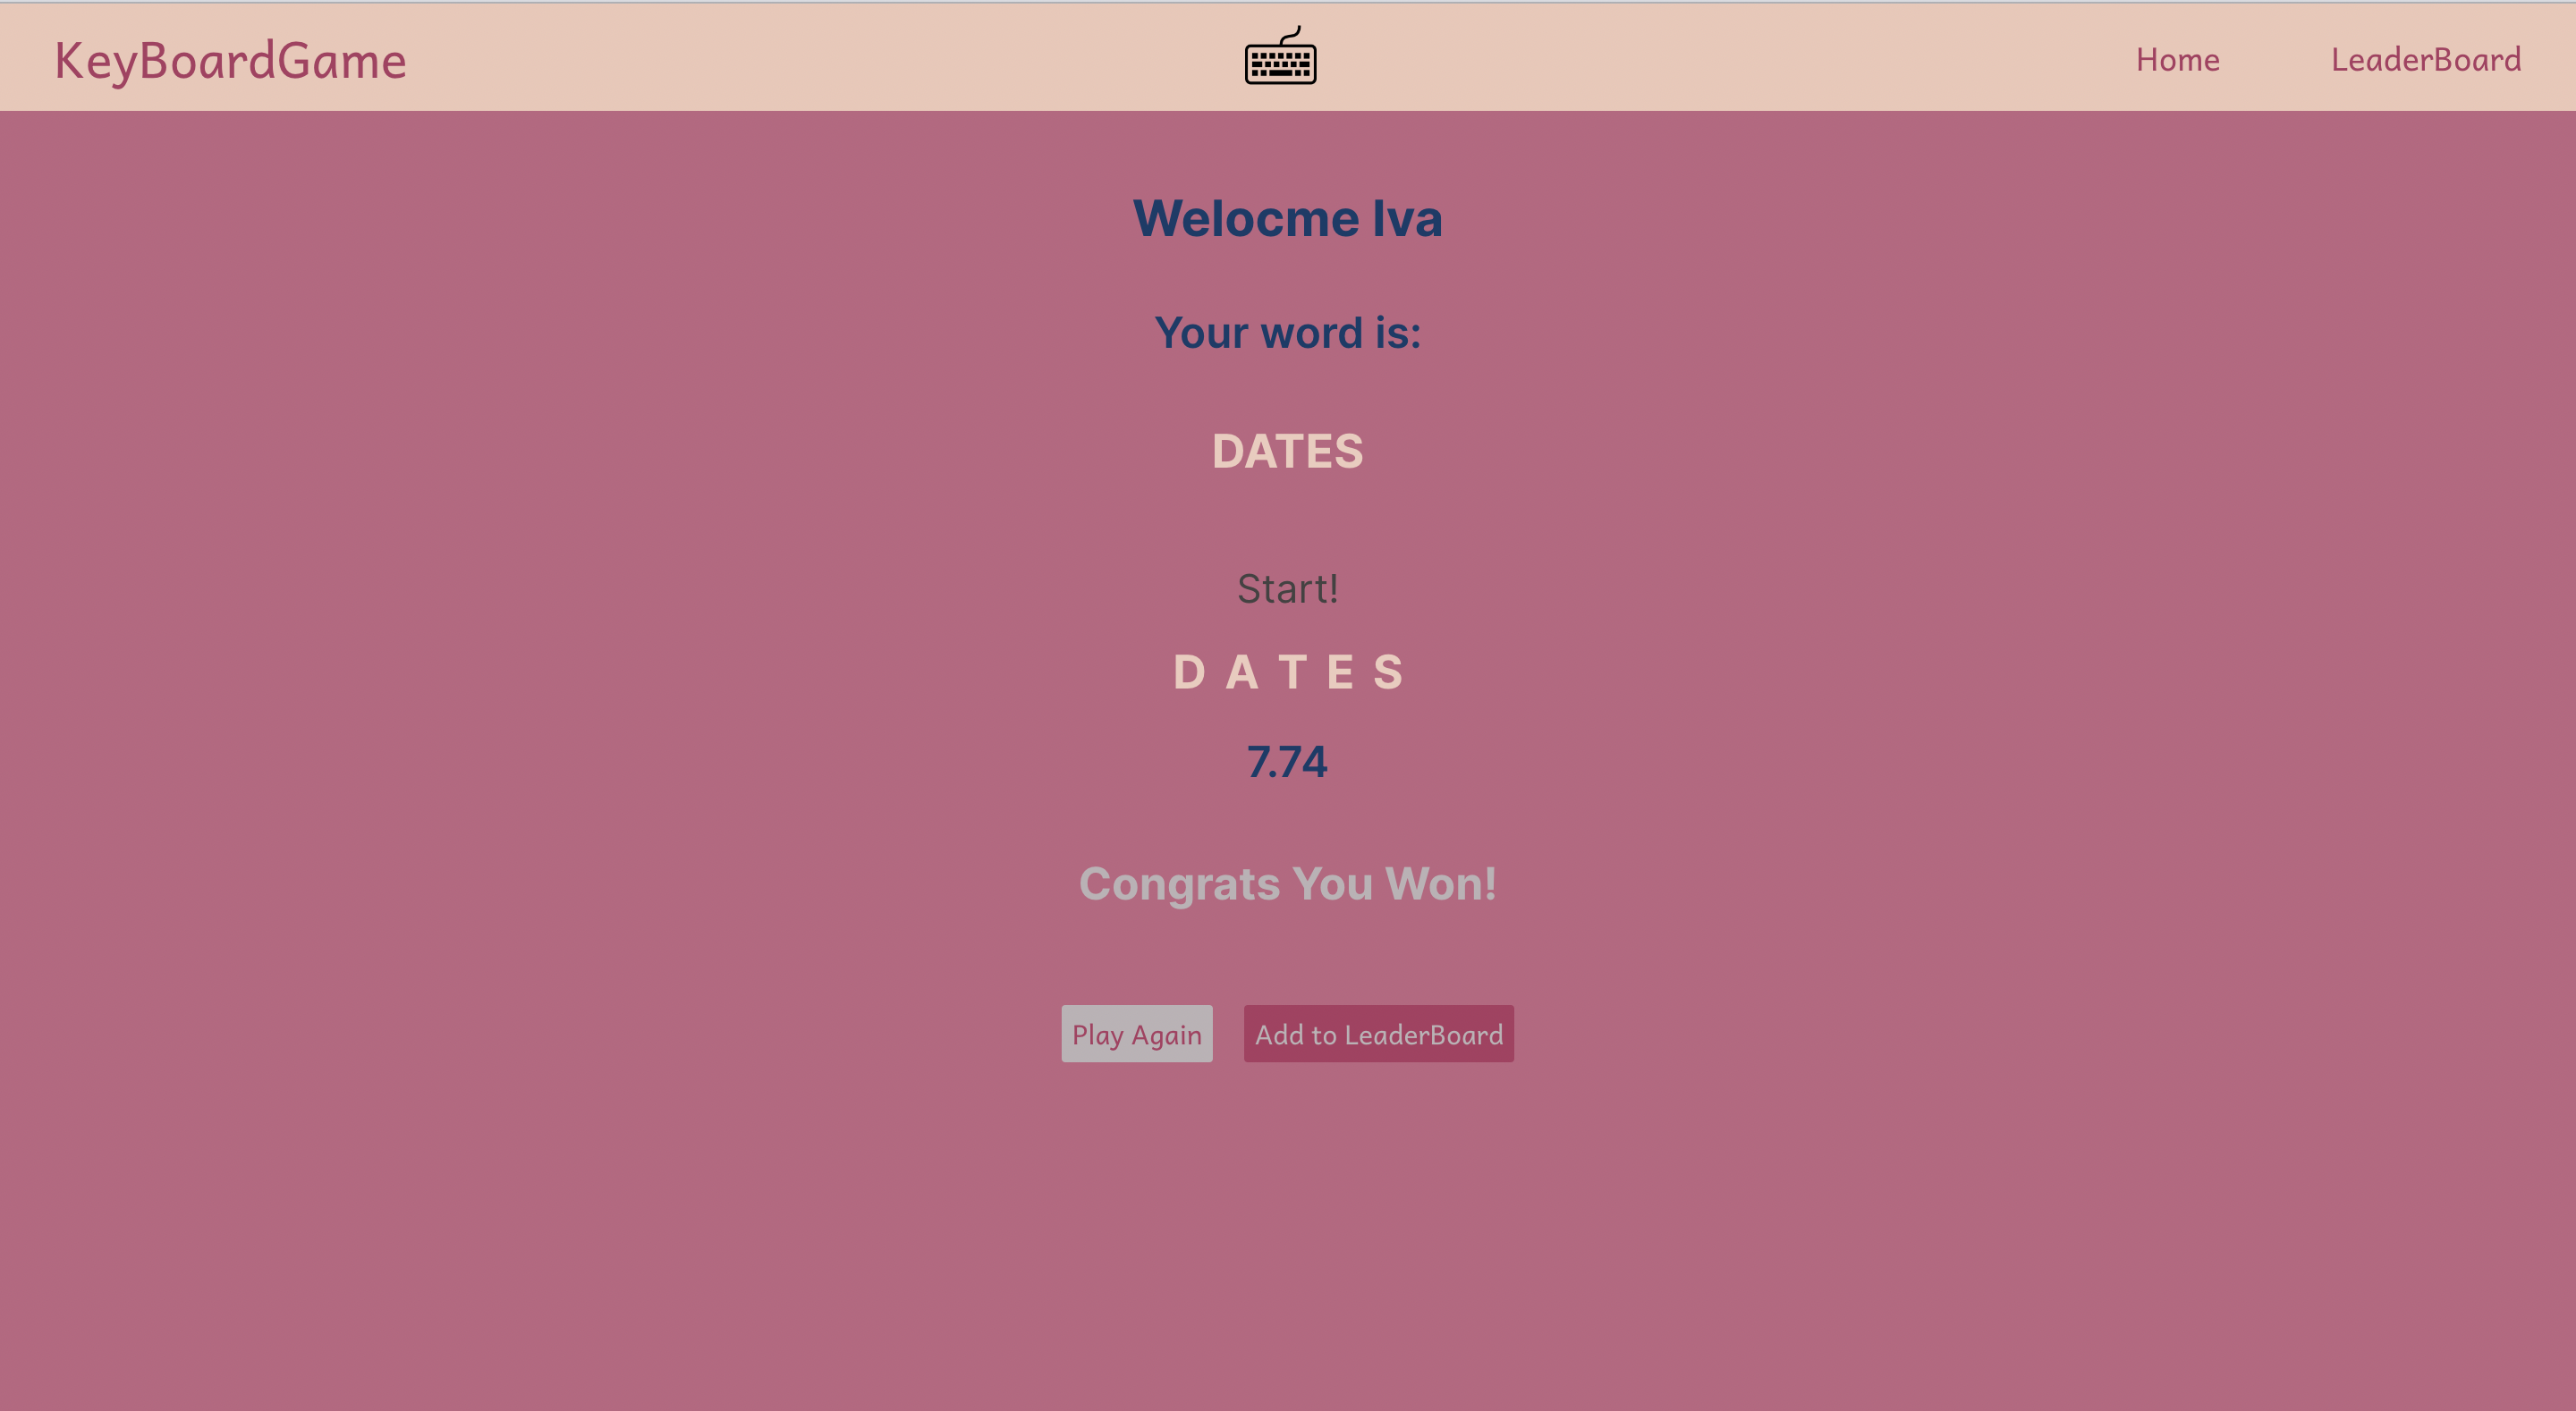 KeyBoardGame
Home
LeaderBoard
Welocme Iva
Your word is:
DATES
Start!
D A T E S
7.74
Congrats You Won!
Play Again
Add to LeaderBoard